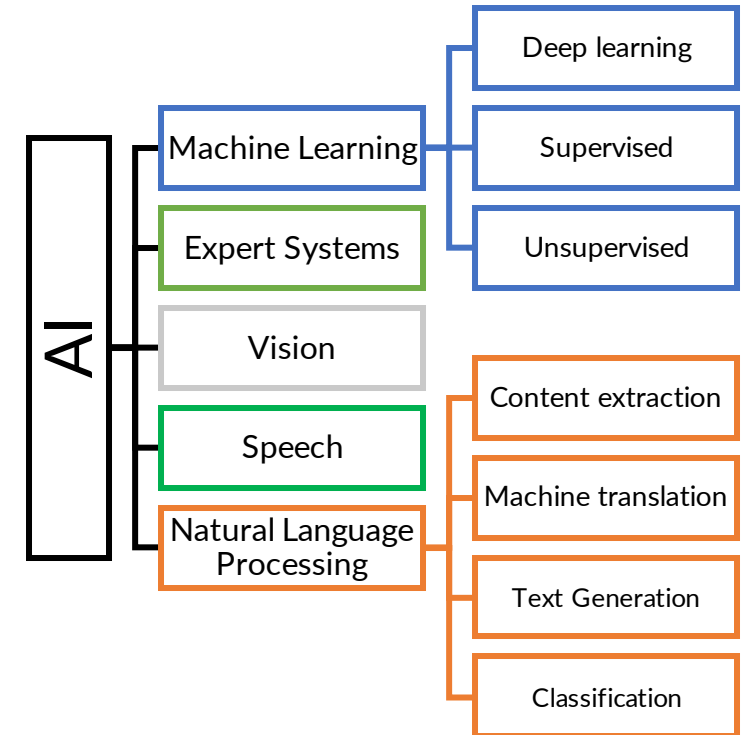 AI
Machine Learning
Deep learning
Supervised
Unsupervised
Expert Systems
Vision
Speech
Natural Language
Processing
Content extraction
Machine translation
Text Generation
Classification